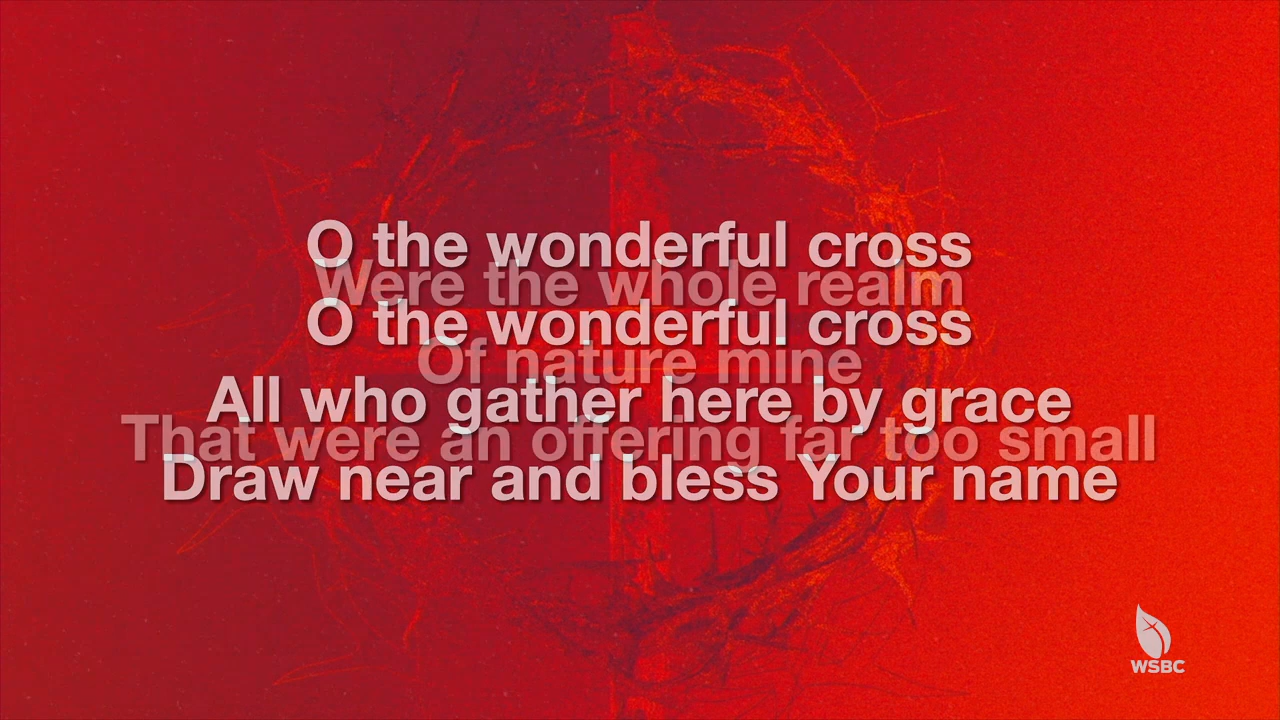 O the wonderful cross
Were the whole realm
O the wonderful cross
Of nature mine
All who gather here by grace
That were an offering far too small
Draw near and bless Your name
WSBC